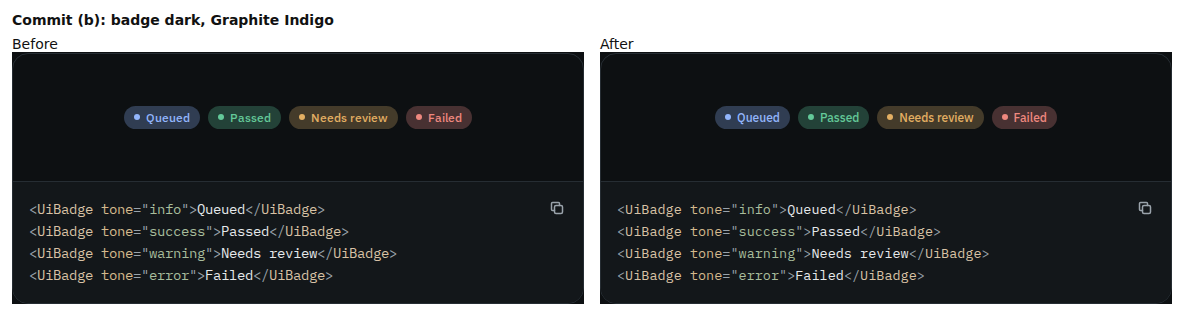 Commit (b): badge dark, Graphite Indigo
Before
Queued Passed Needs review Failed
<UiBadge tone="info">Queued</UiBadge>
<UiBadge tone="success">Passed</UiBadge>
<UiBadge tone="warning">Needs review</UiBadge>
<UiBadge tone="error">Failed</UiBadge>
After
Queued Passed Needs review Failed
<UiBadge tone="info">Queued</UiBadge>
<UiBadge tone="success">Passed</UiBadge>
<UiBadge tone="warning">Needs review</UiBadge>
<UiBadge tone="error">Failed</UiBadge>